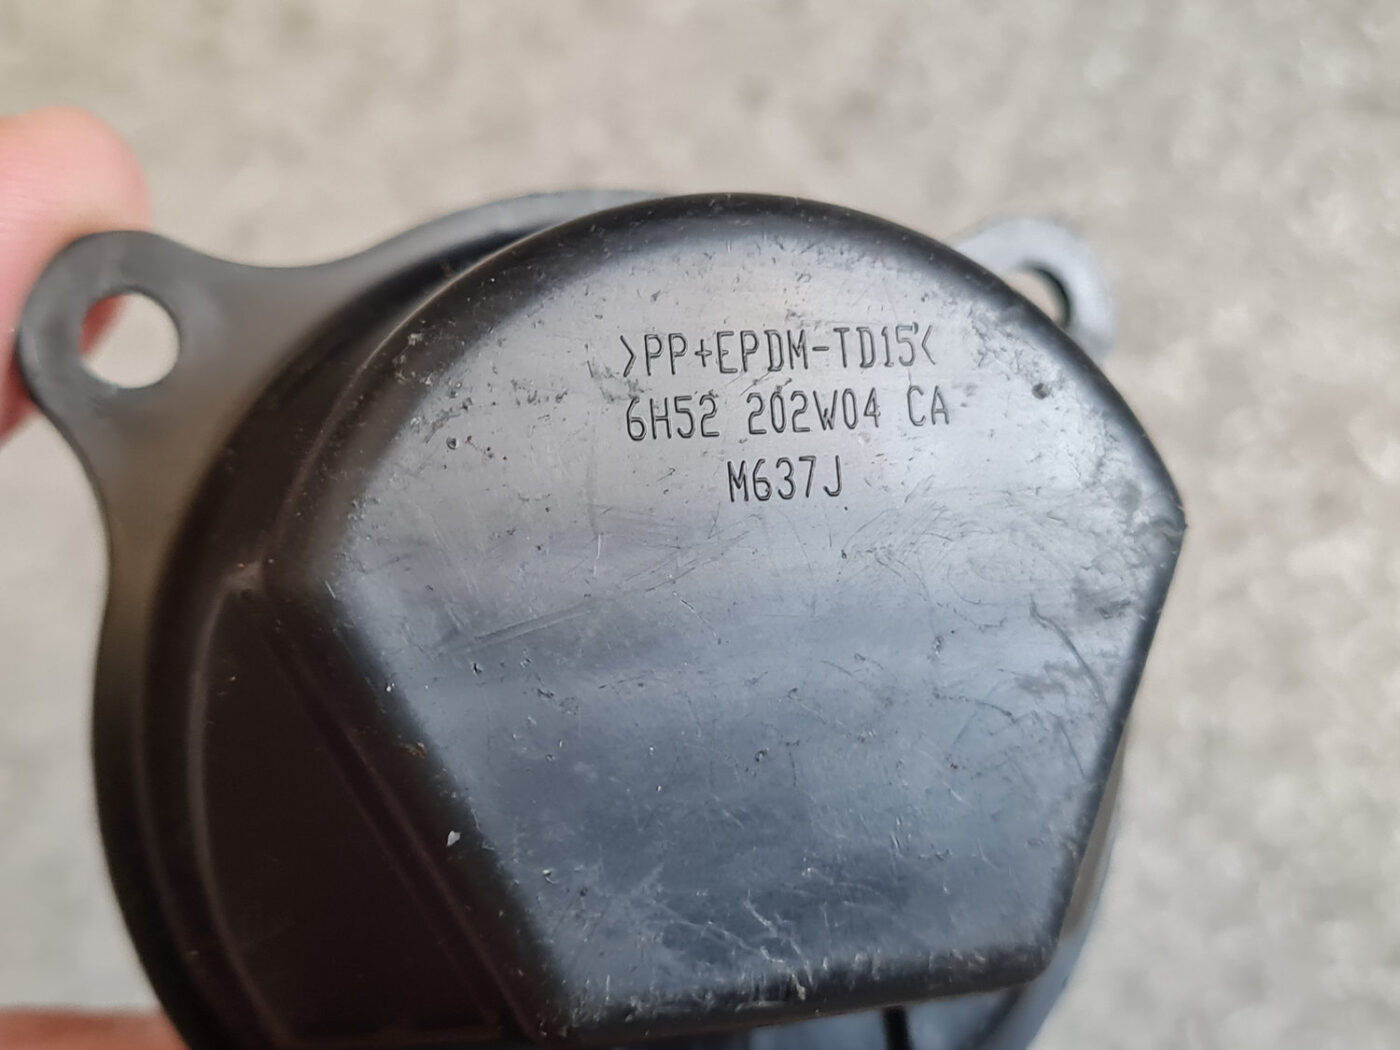 >PP+EPDM-TD15<
6H52 202W04 CA
M637J